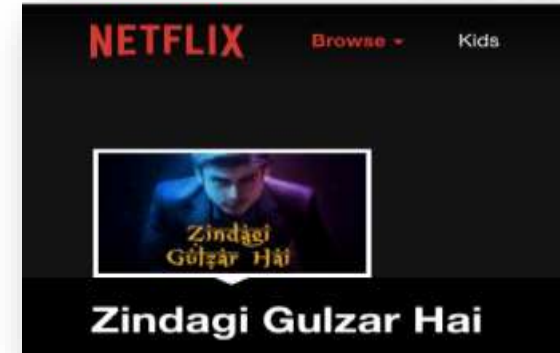 NETFLIX Browse Kids
Zindagi
Gulzar Hai
Zindagi Gulzar Hai